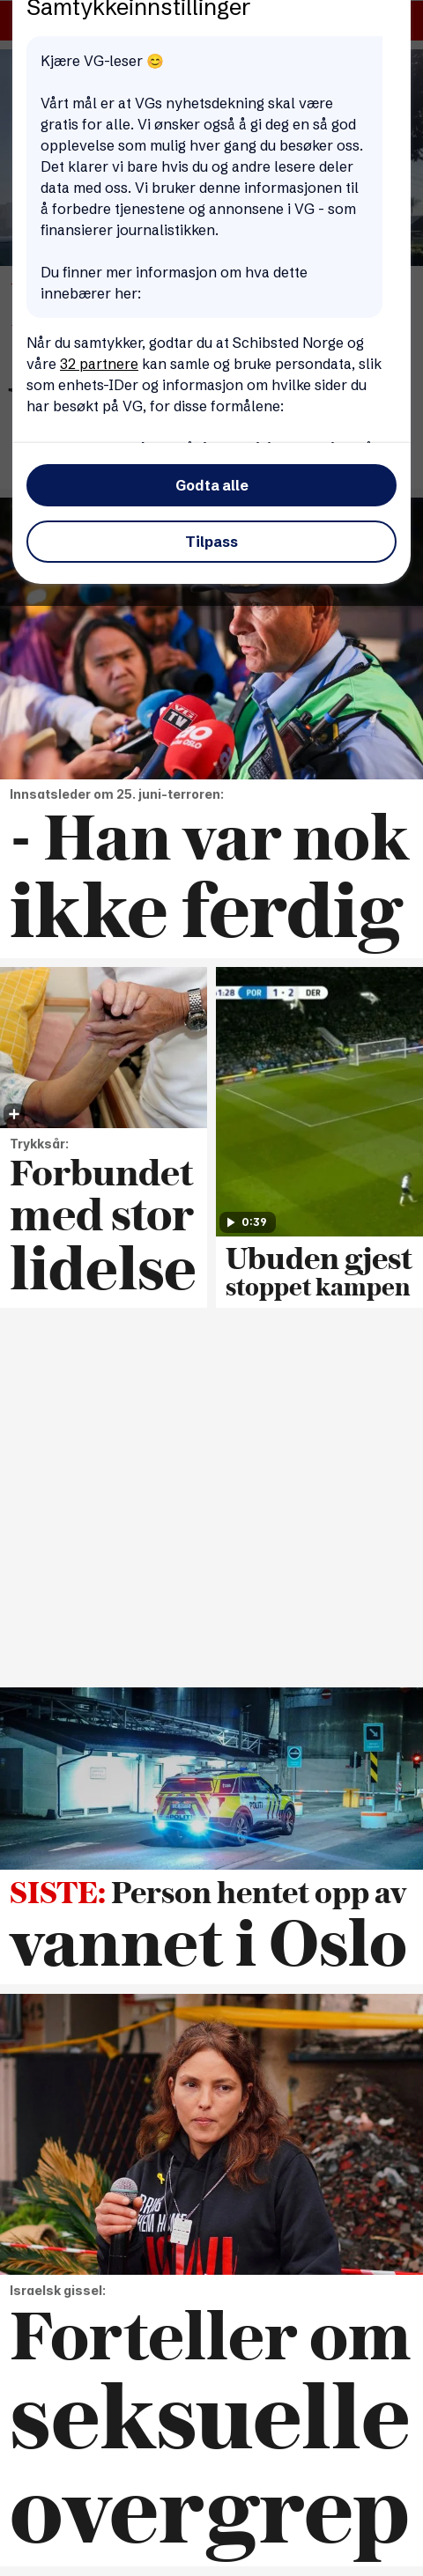 Samtykkeinnstillinger
Kjære VG-leser 😊
Vårt mål er at VGs nyhetsdekning skal være
gratis for alle. Vi ønsker også å gi deg en så god
opplevelse som mulig hver gang du besøker oss.
Det klarer vi bare hvis du og andre lesere deler
data med oss. Vi bruker denne informasjonen til
å forbedre tjenestene og annonsene i VG - som
finansierer journalistikken.
Du finner mer informasjon om hva dette
innebærer her:
Når du samtykker, godtar du at Schibsted Norge og
våre 32 partnere kan samle og bruke persondata, slik
som enhets-IDer og informasjon om hvilke sider du
har besøkt på VG, for disse formålene:
Godta alle
Tilpass
VG
TV
Innsatsleder om 25. juni-terroren:
- Han var nok
ikke ferdig
1:28 POR 1 - 2 DER
Trykksår:
Forbundet
med stor
lidelse
0:39
Ubuden gjest
stoppet kampen
POLITI
SISTE: Person hentet opp av
vannet i Oslo
Israelsk gissel:
Forteller om
seksuelle
overgrep